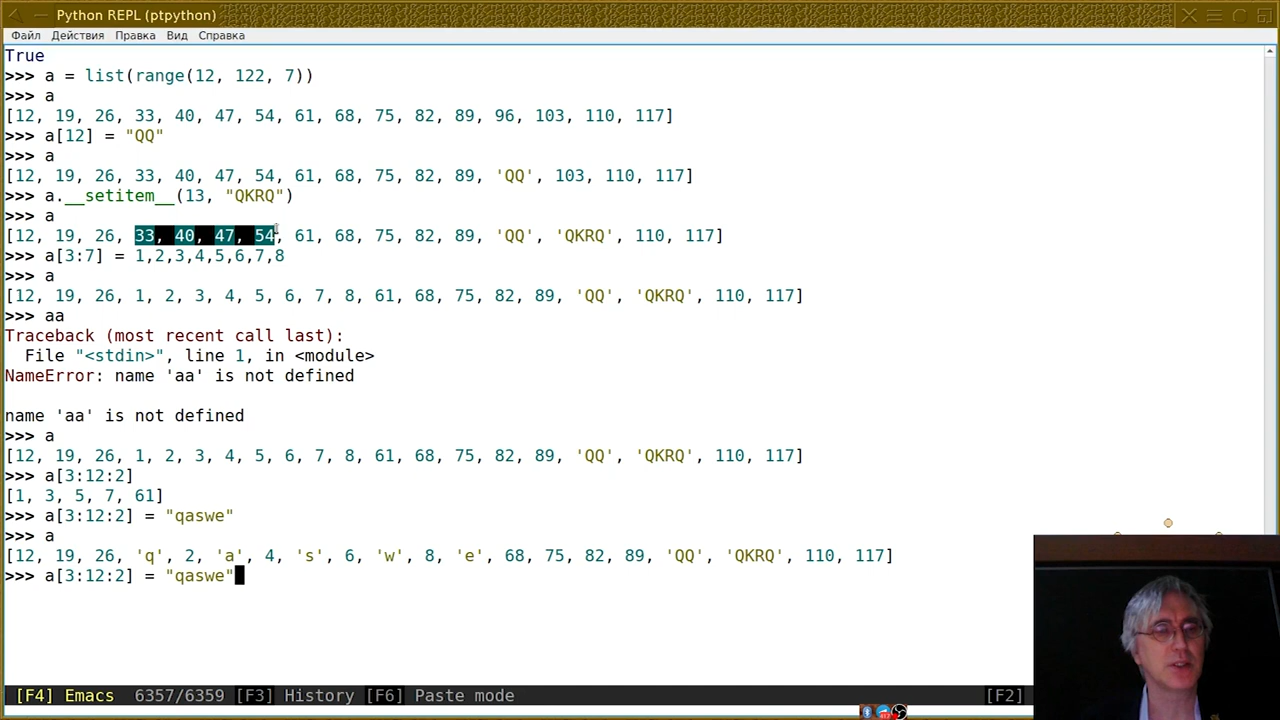 Python REPL (ptpython)
Файл Действия Правка Вид Справка
True
>>> a = list(range(12, 122, 7))
>>> a
[12, 19, 26, 33, 40, 47, 54, 61, 68, 75, 82, 89, 96, 103, 110, 117]
>>> a[12] = "QQ"
>>> a
[12, 19, 26, 33, 40, 47, 54, 61, 68, 75, 82, 89, 'QQ', 103, 110, 117]
>>> a.__setitem__(13, "QKRQ")
>>> a
[12, 19, 26, 33, 40, 47, 54, 61, 68, 75, 82, 89, 'QQ', 'QKRQ', 110, 117]
>>> a[3:7] = 1,2,3,4,5,6,7,8
>>> a
[12, 19, 26, 1, 2, 3, 4, 5, 6, 7, 8, 61, 68, 75, 82, 89, 'QQ', 'QKRQ', 110, 117]
>>> aa
Traceback (most recent call last):
File "<stdin>", line 1, in <module>
NameError: name 'aa' is not defined
name 'aa' is not defined
>>> a
[12, 19, 26, 1, 2, 3, 4, 5, 6, 7, 8, 61, 68, 75, 82, 89, 'QQ', 'QKRQ', 110, 117]
>>> a[3:12:2]
[1, 3, 5, 7, 61]
>>> a[3:12:2] = "qaswe"
>>> a
[12, 19, 26, 'q', 2, 'a', 4, 's', 6, 'w', 8, 'e', 68, 75, 82, 89, 'QQ', 'QKRQ', 110, 117]
>>> a[3:12:2] = "qaswe"
[F4] Emacs 6357/6359 [F3] History [F6] Paste mode [F2]